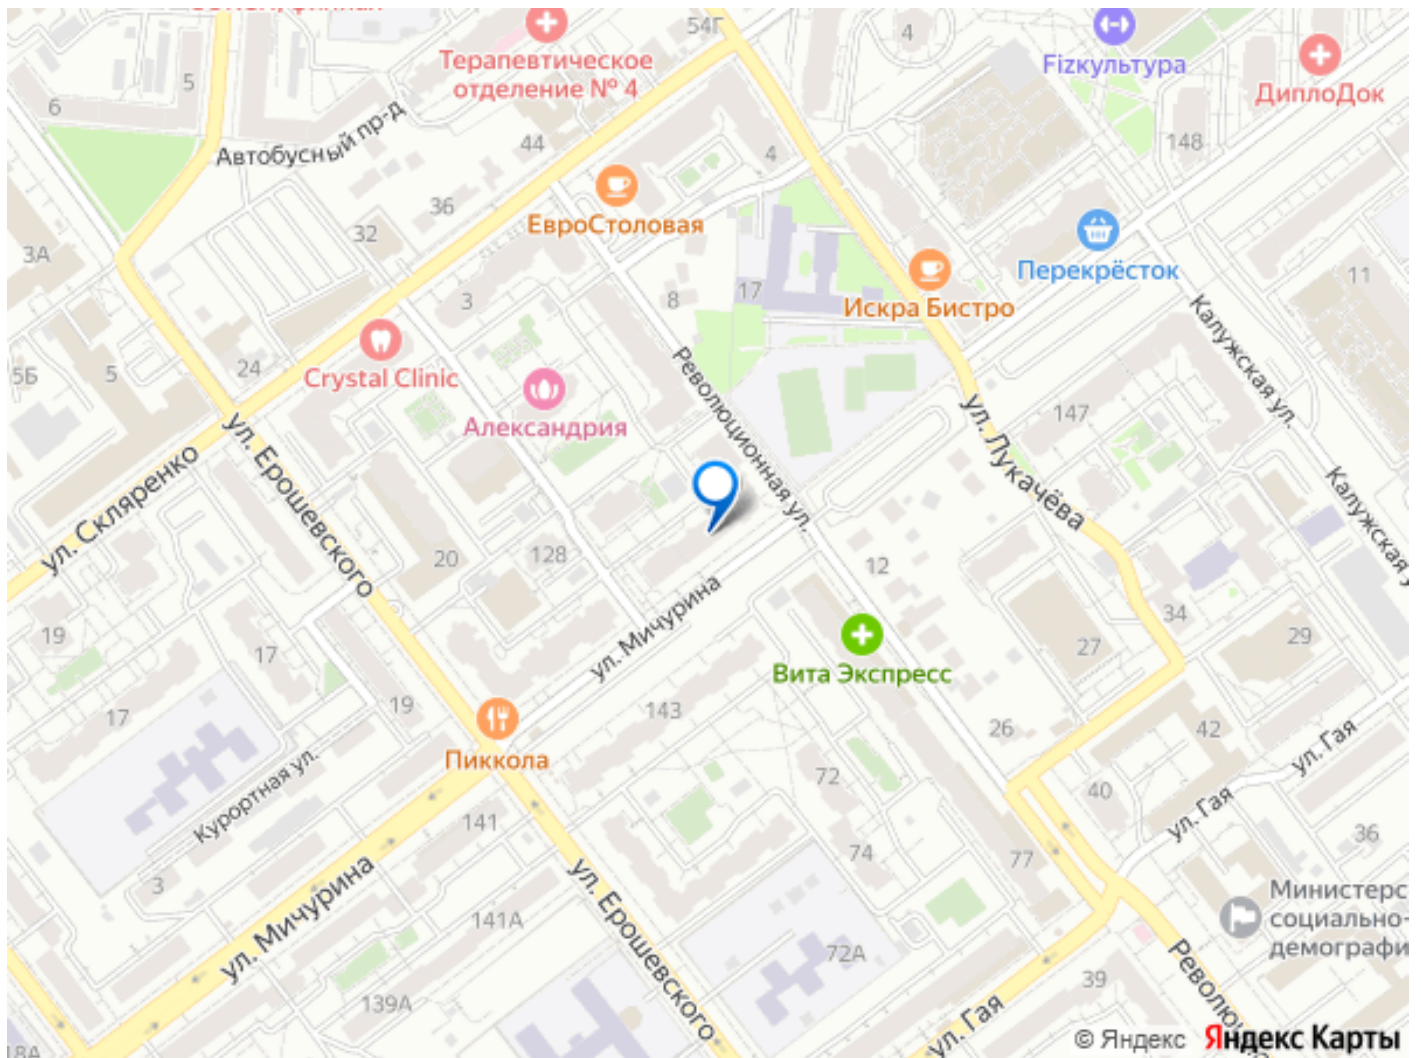 54Г
4
Терапевтическое
отделение № 4
Fizкультура
ДиплоДок
5
6
Автобусный пр-д
44
4
148
ЕвроСтоловая
36
32
3А
Перекрёсток
11
3
8
17
Искра Бистро
Калужская ул.
5Б
5
24
Crystal Clinic
Александрия
Революционная ул.
147
ул. Лукачёва
ул. Скляренко
ул. Ерошевского
Калужская у
20
128
12
ул. Мичурина
34
19
17
27
29
Вита Экспресс
17
19
143
26
42
ул. Гая
Пиккола
Курортная ул.
72
40
ул. Гая
141
36
74
77
3
ул. Мичурина
ул. Ерошевского
141А
Министерс
социально-
демографи
72А
Революц
39
139А
ул. Гая
18А
© Яндекс Яндекс Карты